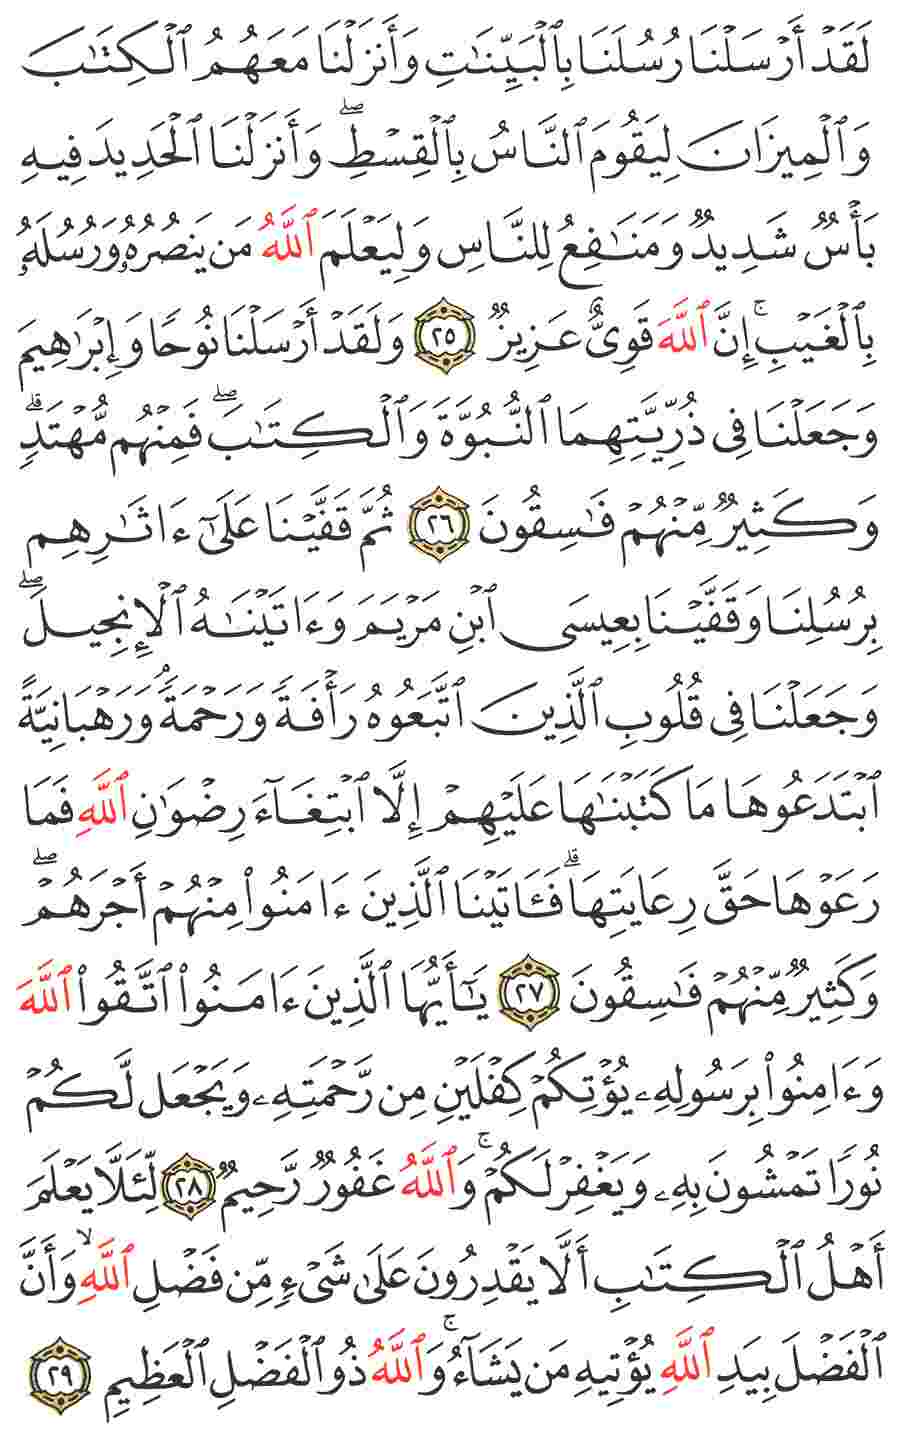 لَقَدۡ أَرۡسَلۡنَا رُسُلَنَا بِٱلۡبَيِّنَٰتِ وَأَنزَلۡنَا مَعَهُمُ ٱلۡكِتَٰبَ
وَٱلۡمِيزَانَ لِيَقُومَ ٱلنَّاسُ بِٱلۡقِسۡطِۖ وَأَنزَلۡنَا ٱلۡحَدِيدَ فِيهِ
بَأۡسٞ شَدِيدٞ وَمَنَٰفِعُ لِلنَّاسِ وَلِيَعۡلَمَ ٱللَّهُ مَن يَنصُرُهُۥ وَرُسُلَهُۥ
بِٱلۡغَيۡبِۚ إِنَّ ٱللَّهَ قَوِيٌّ عَزِيزٞ ٢٥ وَلَقَدۡ أَرۡسَلۡنَا نُوحٗا وَإِبۡرَٰهِيمَ
وَجَعَلۡنَا فِي ذُرِّيَّتِهِمَا ٱلنُّبُوَّةَ وَٱلۡكِتَٰبَۖ فَمِنۡهُم مُّهۡتَدٖۗ
وَكَثِيرٞ مِّنۡهُمۡ فَٰسِقُونَ ٢٦ ثُمَّ قَفَّيۡنَا عَلَىٰٓ ءَاثَٰرِهِم
بِرُسُلِنَا وَقَفَّيۡنَا بِعِيسَى ٱبۡنِ مَرۡيَمَ وَءَاتَيۡنَٰهُ ٱلۡإِنجِيلَۖ
وَجَعَلۡنَا فِي قُلُوبِ ٱلَّذِينَ ٱتَّبَعُوهُ رَأۡفَةٗ وَرَحۡمَةٗۚ وَرَهۡبَانِيَّةً
ٱبۡتَدَعُوهَا مَا كَتَبۡنَٰهَا عَلَيۡهِمۡ إِلَّا ٱبۡتِغَآءَ رِضۡوَٰنِ ٱللَّهِ فَمَا
رَعَوۡهَا حَقَّ رِعَايَتِهَاۖ فَـَٔاتَيۡنَا ٱلَّذِينَ ءَامَنُواْ مِنۡهُمۡ أَجۡرَهُمۡۖ
وَكَثِيرٞ مِّنۡهُمۡ فَٰسِقُونَ ٢٧ يَٰٓأَيُّهَا ٱلَّذِينَ ءَامَنُواْ ٱتَّقُواْ ٱللَّهَ
وَءَامِنُواْ بِرَسُولِهِۦ يُؤۡتِكُمۡ كِفۡلَيۡنِ مِن رَّحۡمَتِهِۦ وَيَجۡعَل لَّكُمۡ
نُورٗا تَمۡشُونَ بِهِۦ وَيَغۡفِرۡ لَكُمۡۚ وَٱللَّهُ غَفُورٞ رَّحِيمٞ ٢٨ لِّئَلَّا يَعۡلَمَ
أَهۡلُ ٱلۡكِتَٰبِ أَلَّا يَقۡدِرُونَ عَلَىٰ شَيۡءٖ مِّن فَضۡلِ ٱللَّهِۙ وَأَنَّ
ٱلۡفَضۡلَ بِيَدِ ٱللَّهِ يُؤۡتِيهِ مَن يَشَآءُۚ وَٱللَّهُ ذُو ٱلۡفَضۡلِ ٱلۡعَظِيمِ ٢٩